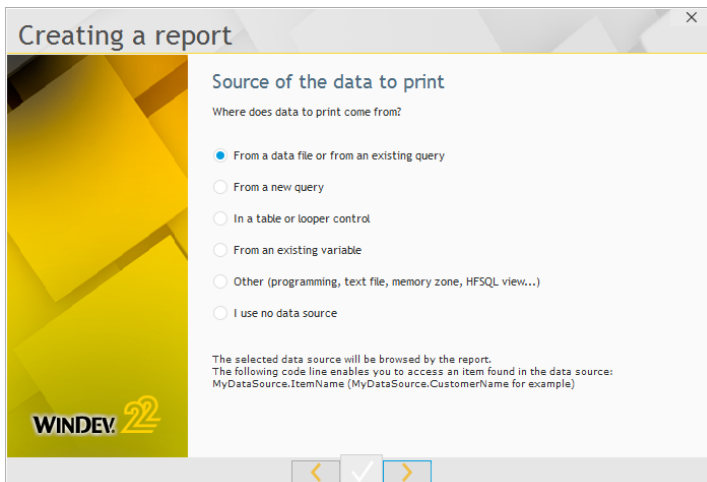 Creating a report
Source of the data to print
Where does data to print come from?
From a data file or from an existing query
From a new query
In a table or looper control
From an existing variable
Other (programming, text file, memory zone, HFSQL view...)
I use no data source
The selected data source will be browsed by the report.
The following code line enables you to access an item found in the data source:
MyDataSource.ItemName (MyDataSource.CustomerName for example)
WINDEV. 22